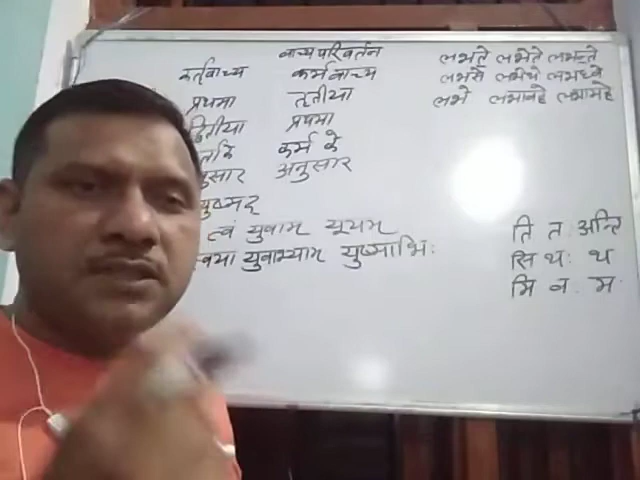 वाच्यपरिवर्तन
कर्तवाच्य कर्मवाच्य
प्रथमा तृतीया
द्वितीया प्रथमा
कर्म के
अनुसार
युष्मद्
त्वं युवाम् यूयम्
युवाभ्याम् युष्माभिः
लभते लभेते लभन्ते
लभसे लभेथे लभध्वे
लभे लभावहे लभामहे
ति तः अन्ति
सि थः थ
मि वः मः